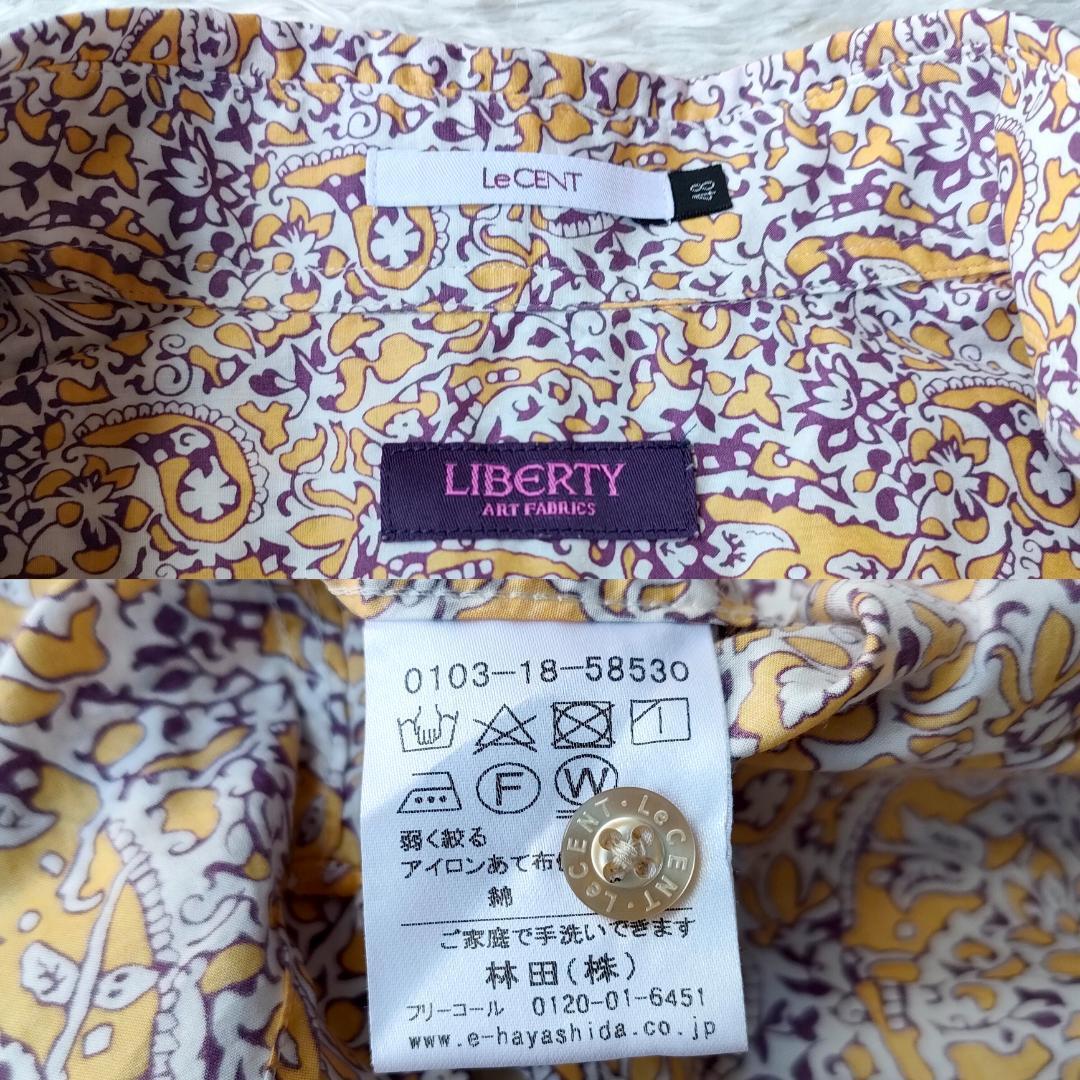 LeCENT
48
LIBERTY
ART FABRICS
0103-18-58530
F
W
弱く絞る
アイロンあて布
綿
LeCENT・LeCENT・
ご家庭で手洗いできます
林田(株)
フリーコール 0120-01-6451
www.e-hayashida.co.jp